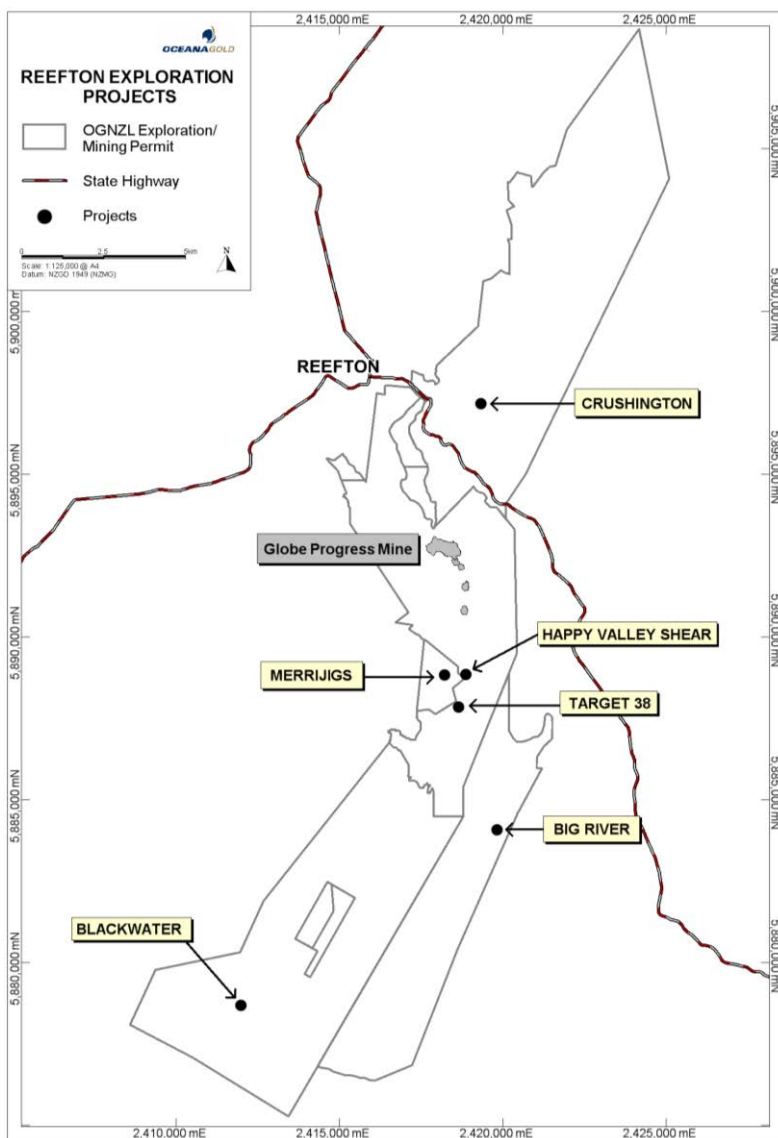 2,415,000 mE
2,420,000 mE
2,425,000 mE
OCEANAGOLD
REEFTON EXPLORATION
PROJECTS
OGNZL Exploration/
Mining Permit
State Highway
Projects
0
2.5
5km
Scale: 1:125,000 @ A4
Datum: NZGD 1949 (NZMG)
N
5,905,000 mN
5,900,000 mN
5,900,000 mN
REEFTON
CRUSHINGTON
5,895,000 mN
5,895,000 mN
Globe Progress Mine
5,890,000 mN
5,890,000 mN
HAPPY VALLEY SHEAR
MERRIJIGS
TARGET 38
5,885,000 mN
5,885,000 mN
BIG RIVER
BLACKWATER
5,880,000 mN
5,880,000 mN
2,410,000 mE
2,415,000 mE
2,420,000 mE
2,425,000 mE